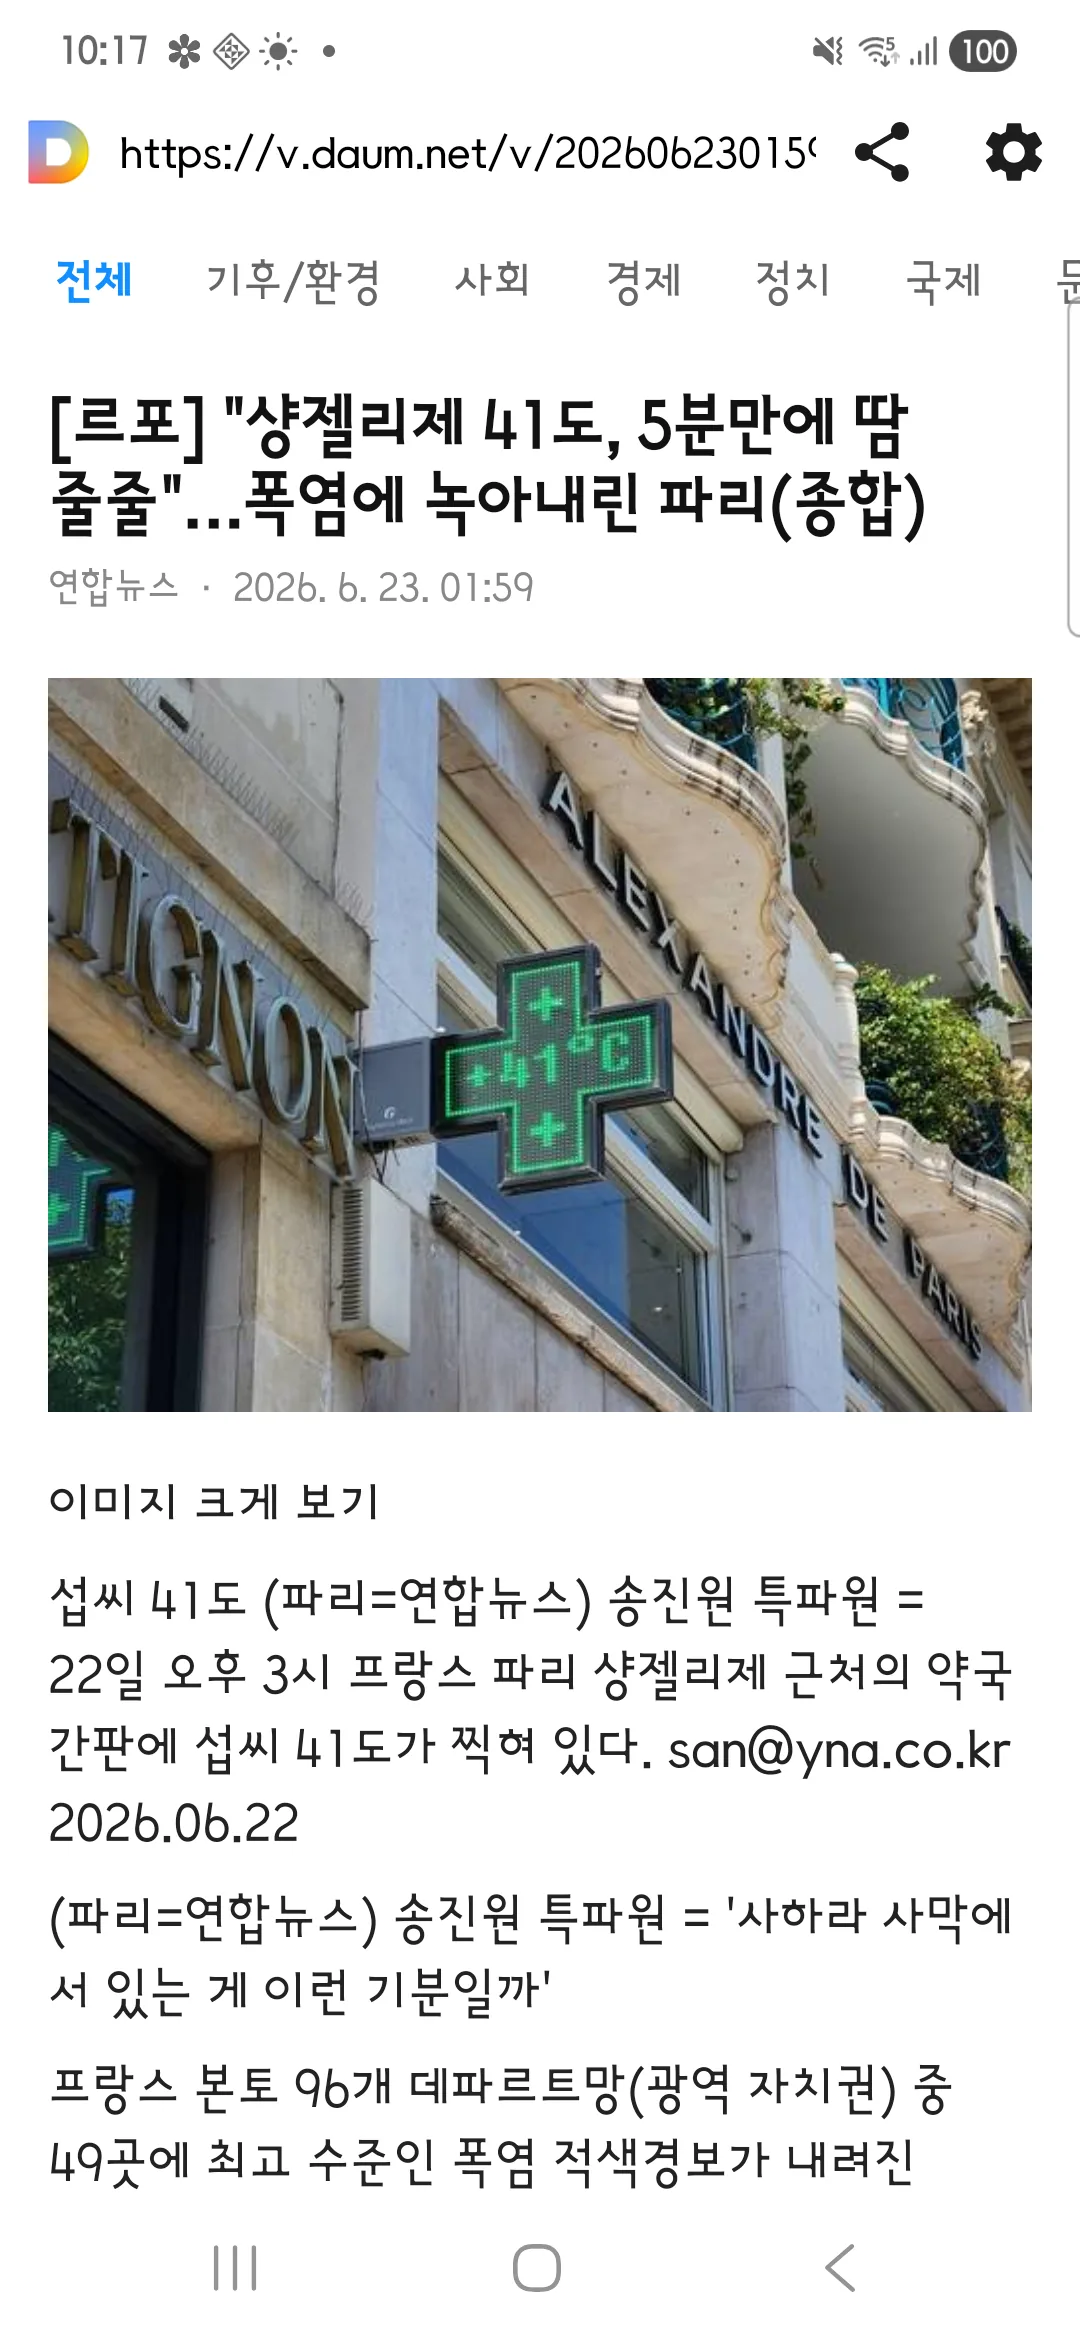 10:17
100
https://v.daum.net/v/202606230159
전체 기후/환경 사회 경제 정치 국제
[르포] "샹젤리제 41도, 5분만에 땀
줄줄"...폭염에 녹아내린 파리(종합)
연합뉴스 · 2026. 6. 23. 01:59
TIGNON
ALEXANDRE DE PARIS
+41°C
이미지 크게 보기
섭씨 41도 (파리=연합뉴스) 송진원 특파원 =
22일 오후 3시 프랑스 파리 샹젤리제 근처의 약국
간판에 섭씨 41도가 찍혀 있다. san@yna.co.kr
2026.06.22
(파리=연합뉴스) 송진원 특파원 = '사하라 사막에
서 있는 게 이런 기분일까'
프랑스 본토 96개 데파르트망(광역 자치권) 중
49곳에 최고 수준인 폭염 적색경보가 내려진